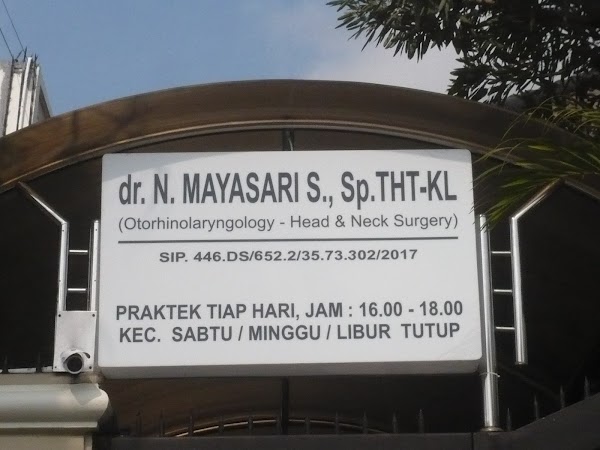 dr. N. MAYASARI S., Sp.THT-KL
(Otorhinolaryngology - Head & Neck Surgery)
SIP. 446.DS/652.2/35.73.302/2017
PRAKTEK TIAP HARI, JAM : 16.00 - 18.00
KEC. SABTU / MINGGU / LIBUR TUTUP